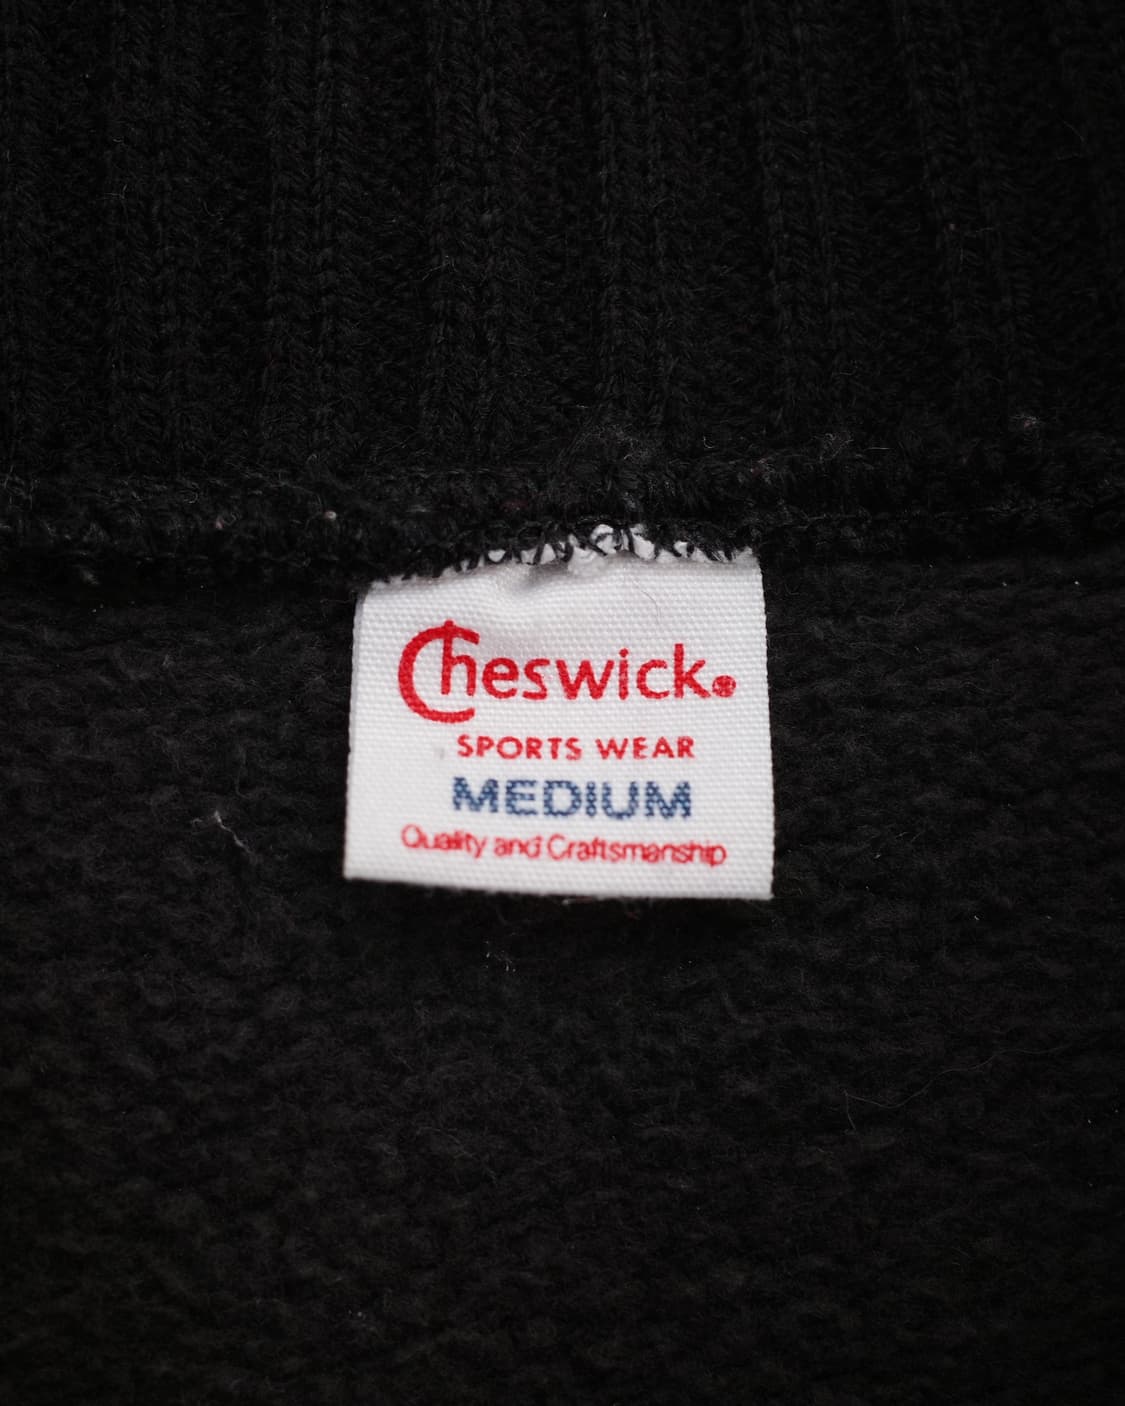 Cheswick.
SPORTS WEAR
MEDIUM
Quality and Craftsmanship